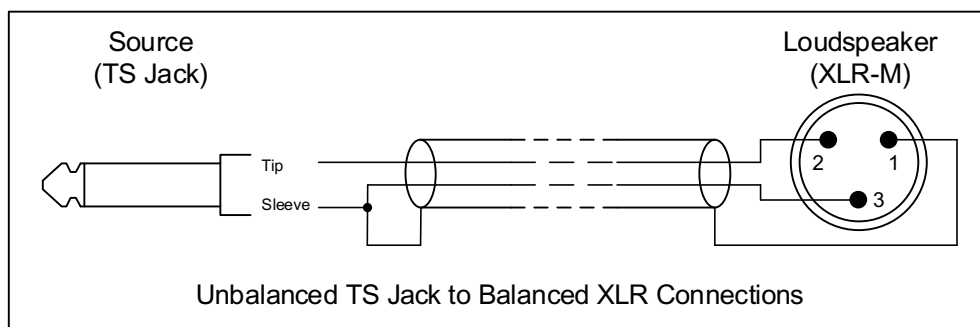 Source
(TS Jack)
Loudspeaker
(XLR-M)
Tip
Sleeve
2
1
3
Unbalanced TS Jack to Balanced XLR Connections